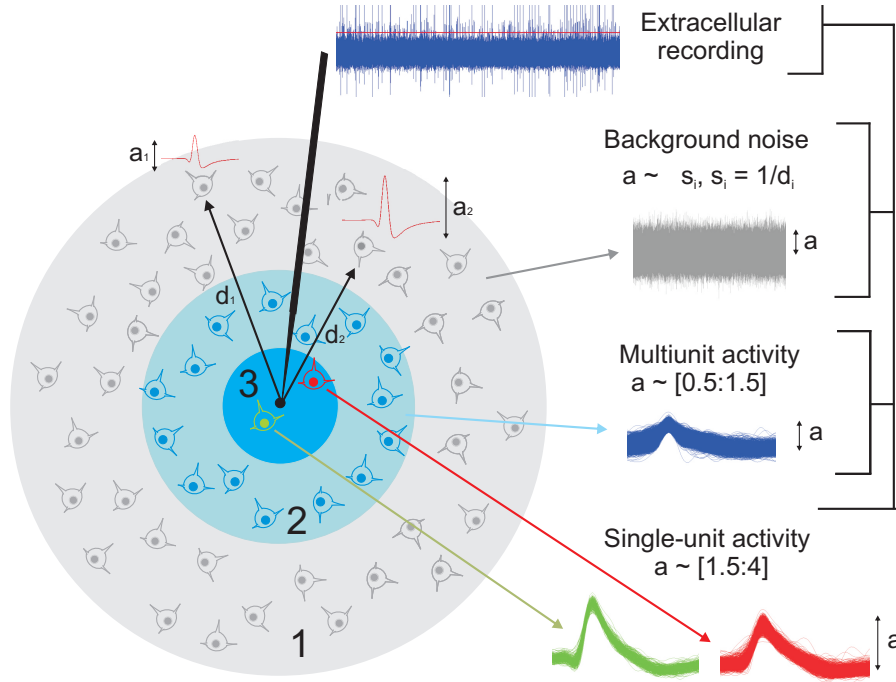 Extracellular
recording
Background noise
a ~ sᵢ, sᵢ = 1/dᵢ
a
a₁
a₂
d₁
d₂
Multiunit activity
a ~ [0.5:1.5]
a
3
2
1
Single-unit activity
a ~ [1.5:4]
a